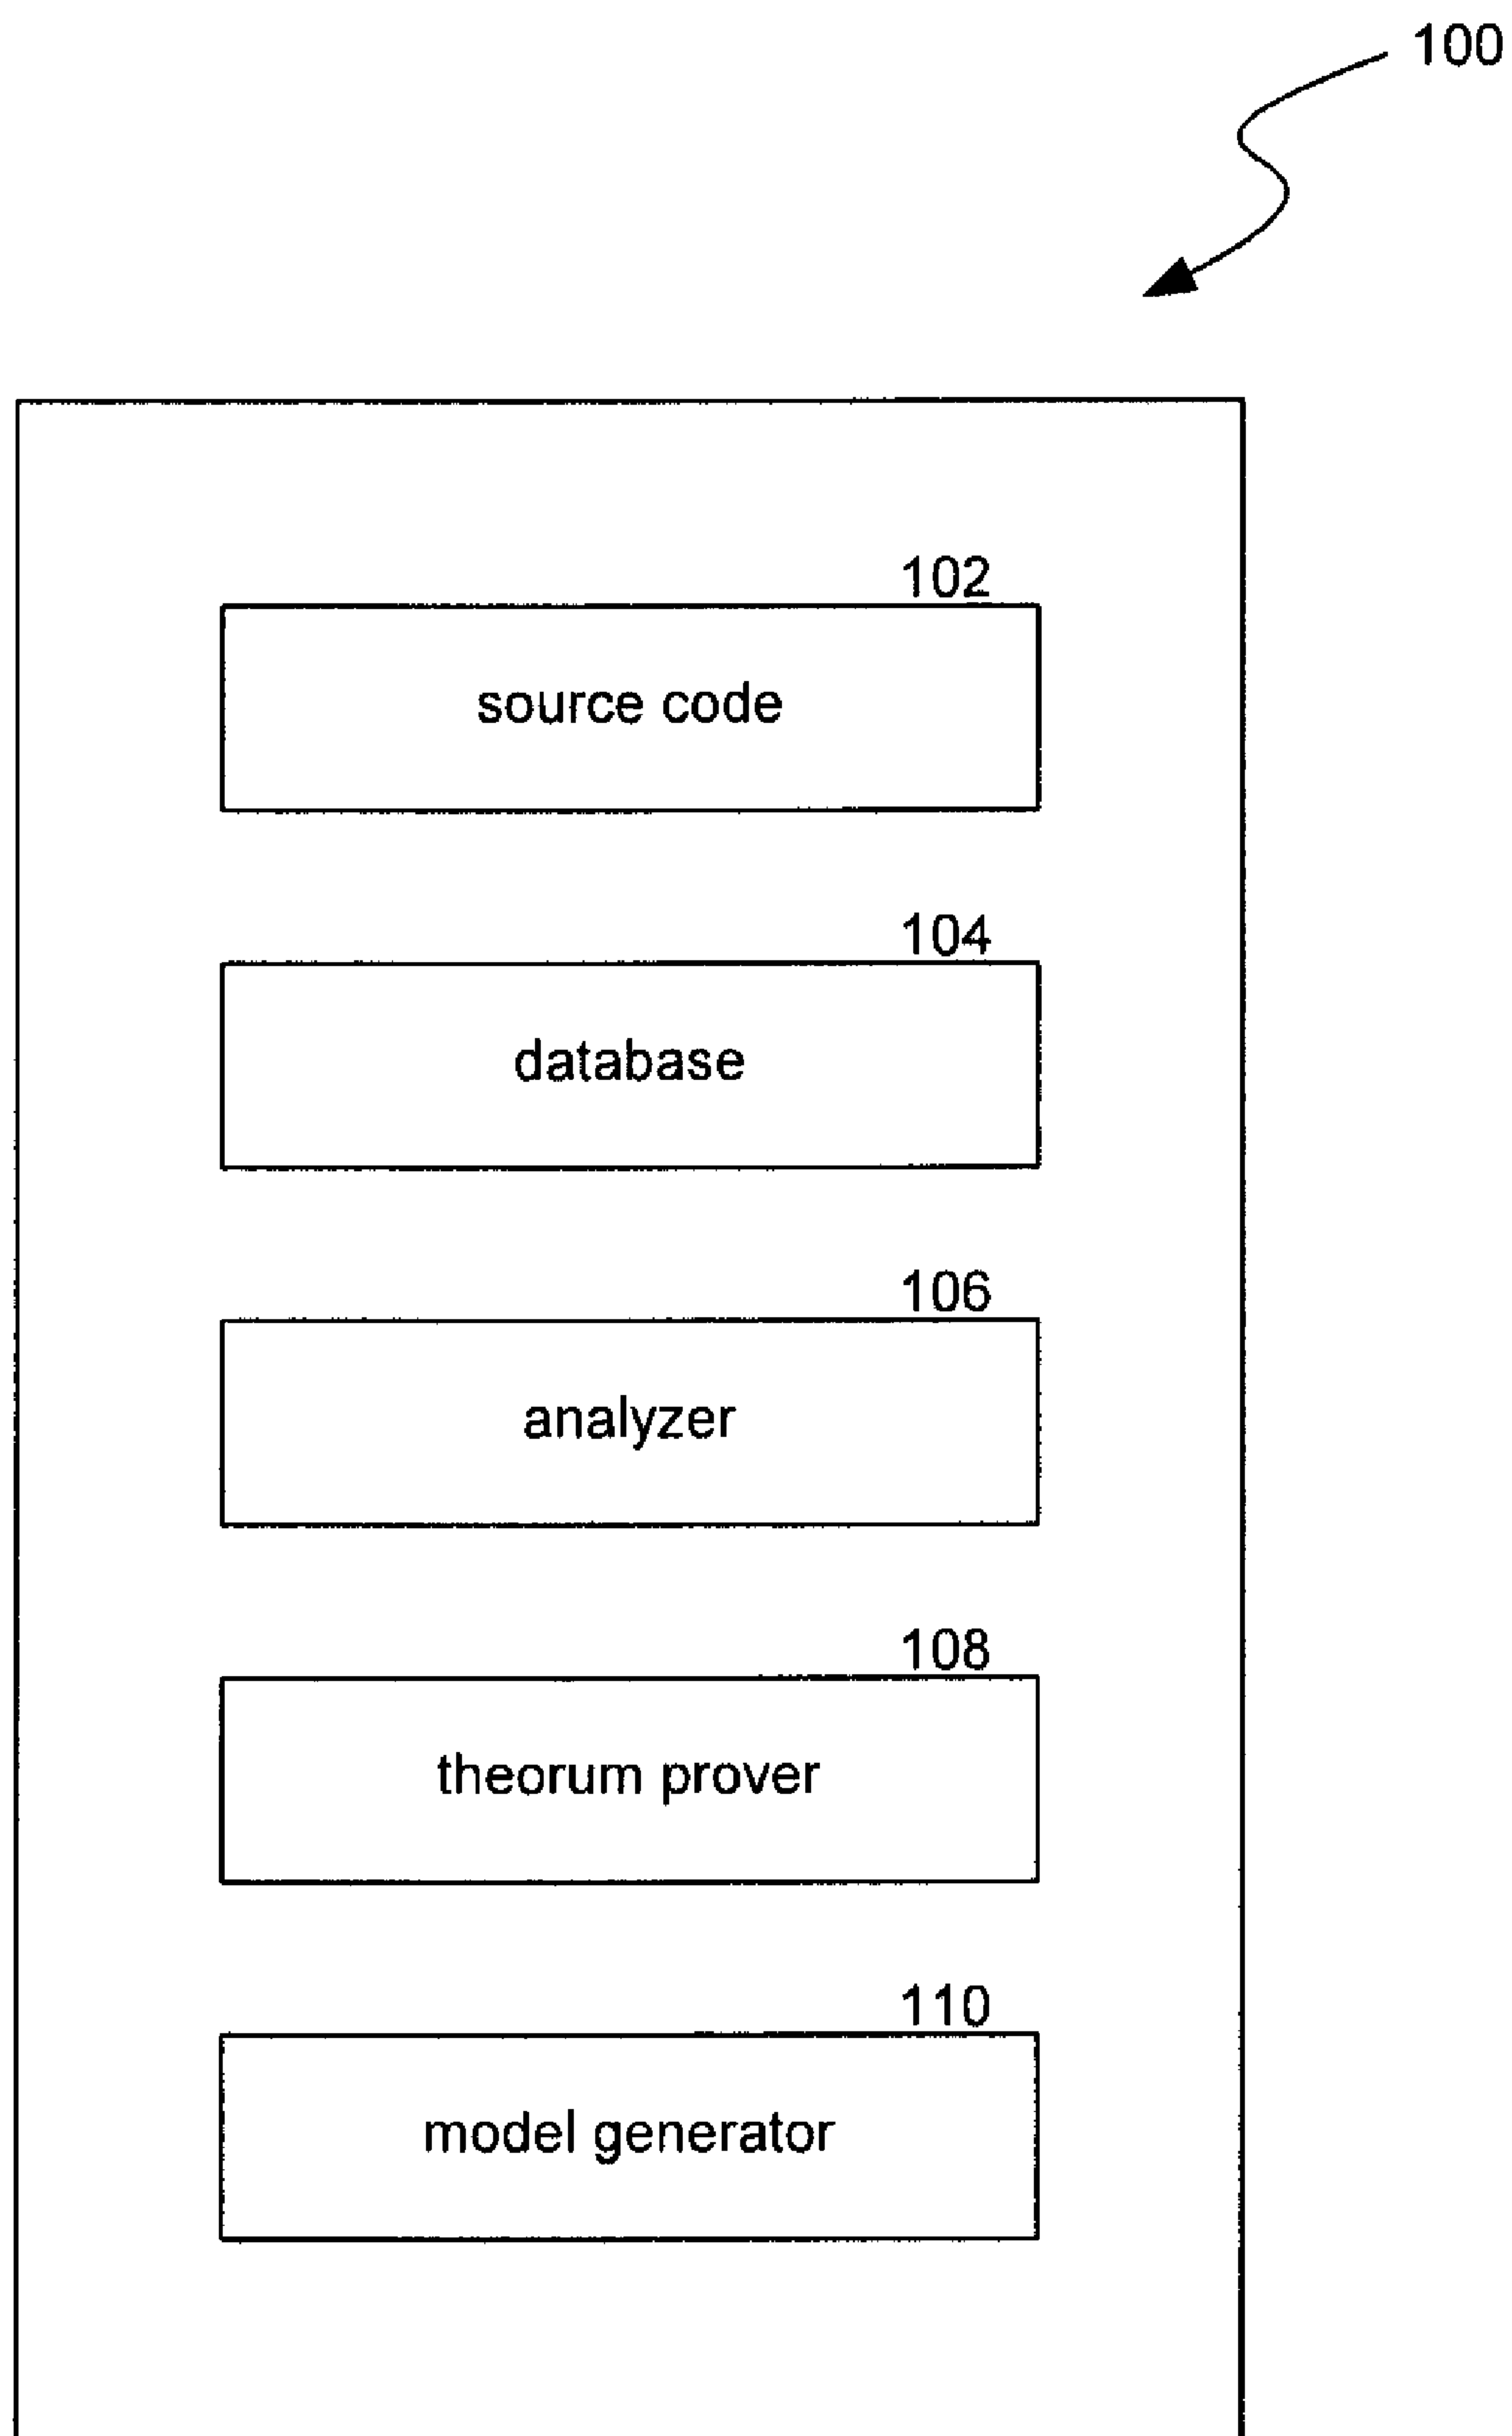 100
102
source code
104
database
106
analyzer
108
theorum prover
110
model generator